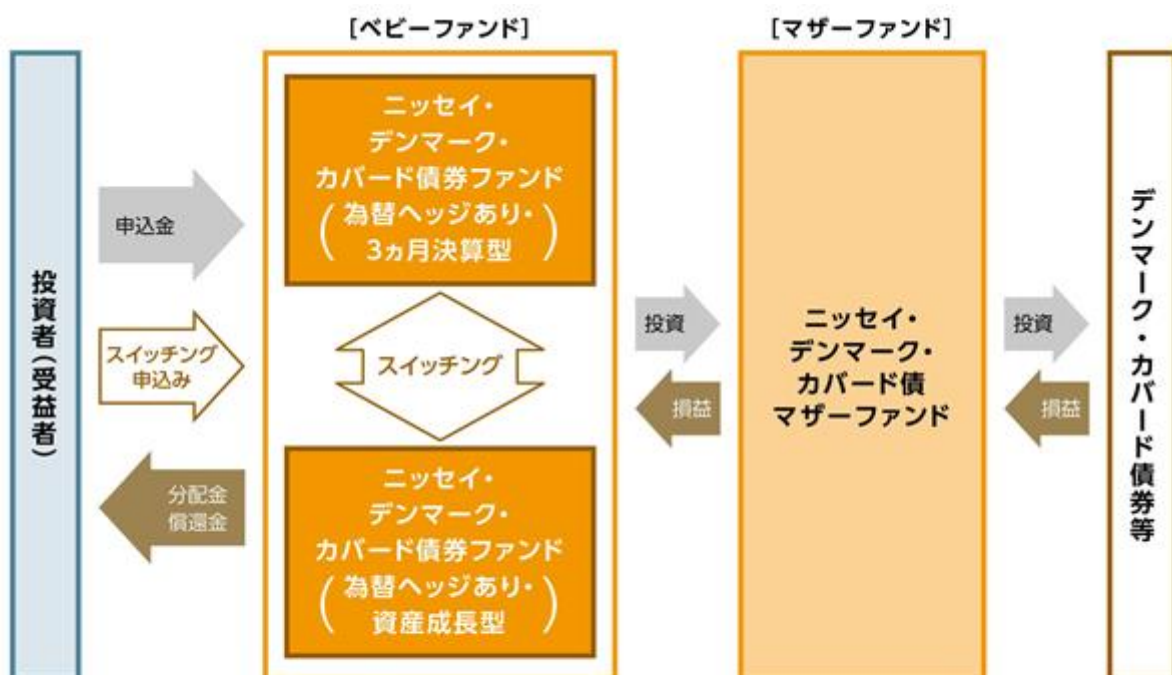 [ベビーファンド]
[マザーファンド]
投資者(受益者)
申込金
スイッチング
申込み
分配金
償還金
ニッセイ・
デンマーク・
カバード債券ファンド
(為替ヘッジあり・
3ヵ月決算型)
スイッチング
ニッセイ・
デンマーク・
カバード債券ファンド
(為替ヘッジあり・
資産成長型)
投資
損益
ニッセイ・
デンマーク・
カバード債
マザーファンド
投資
損益
デンマーク・カバード債券等